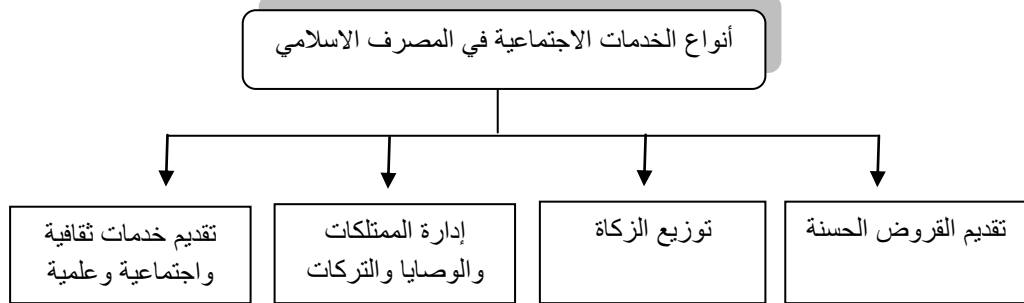 أنواع الخدمات الاجتماعية في المصرف الاسلامي
تقديم القروض الحسنة
توزيع الزكاة
إدارة الممتلكات
والوصايا والتركات
تقديم خدمات ثقافية
واجتماعية وعلمية